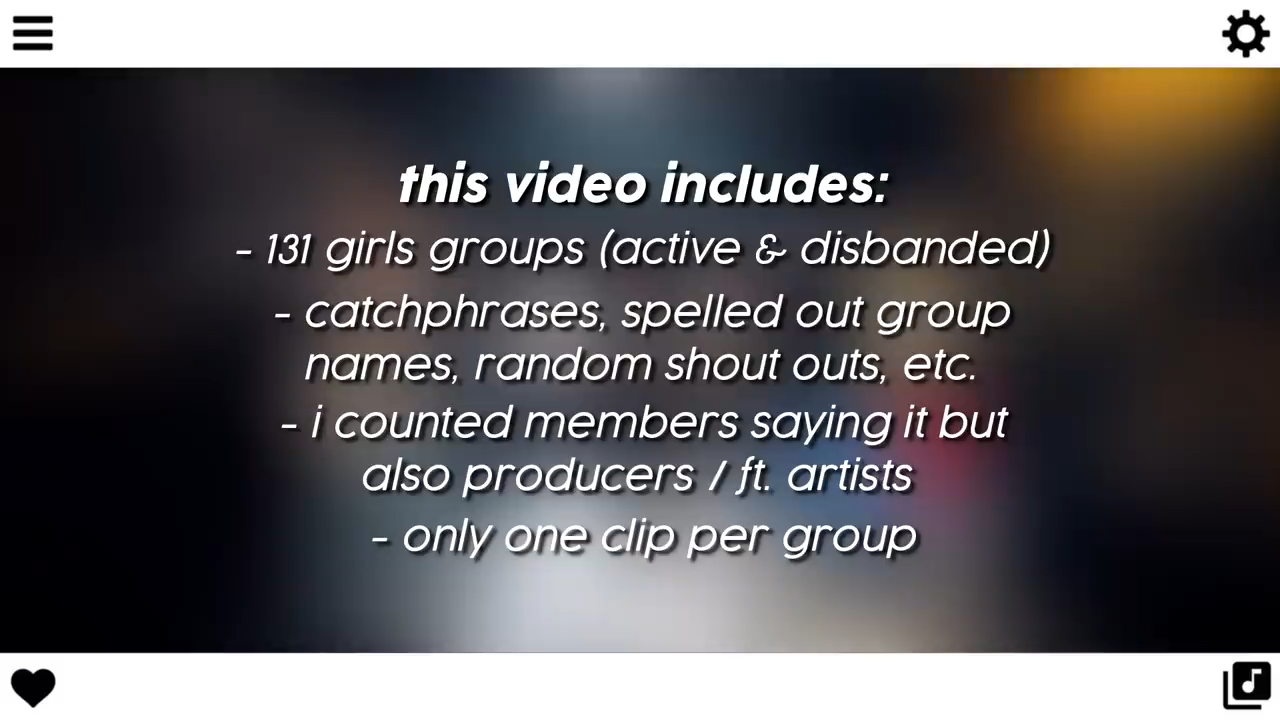 this video includes:
- 131 girls groups (active & disbanded)
- catchphrases, spelled out group
names, random shout outs, etc.
- i counted members saying it but
also producers / ft. artists
- only one clip per group